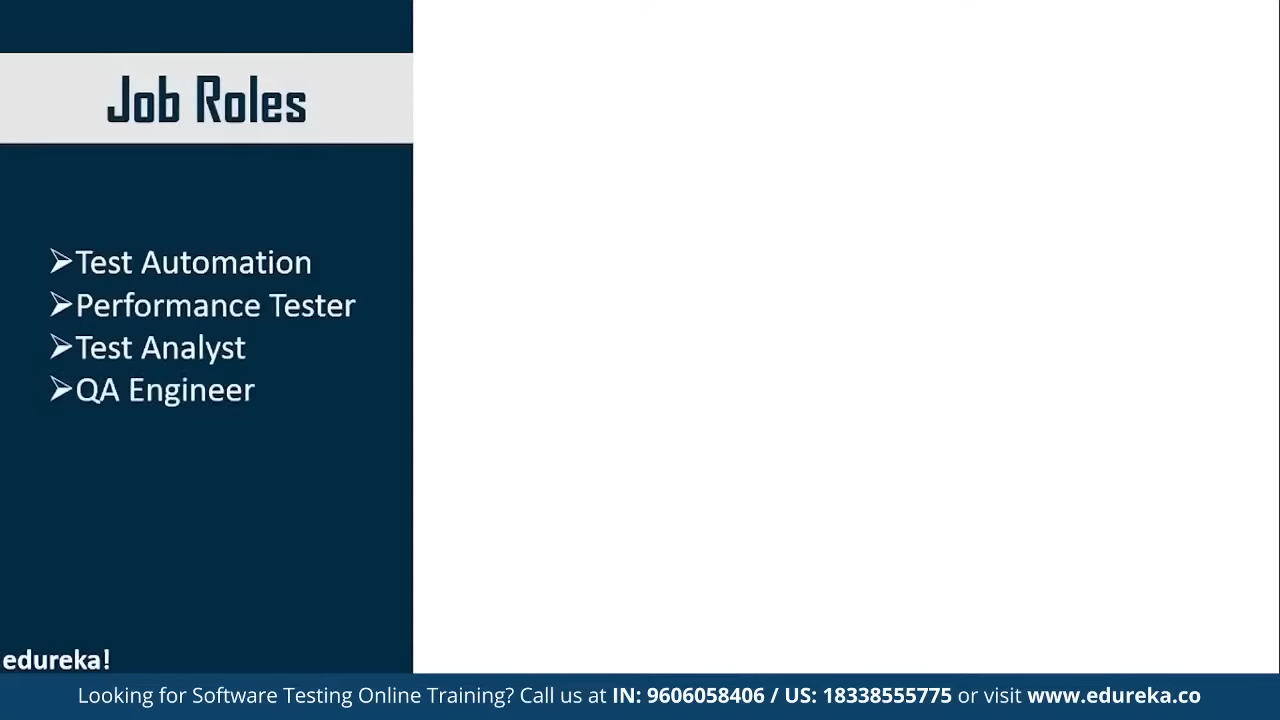 Job Roles
➢Test Automation
➢Performance Tester
➢Test Analyst
➢QA Engineer
edureka!
Looking for Software Testing Online Training? Call us at IN: 9606058406 / US: 18338555775 or visit www.edureka.co